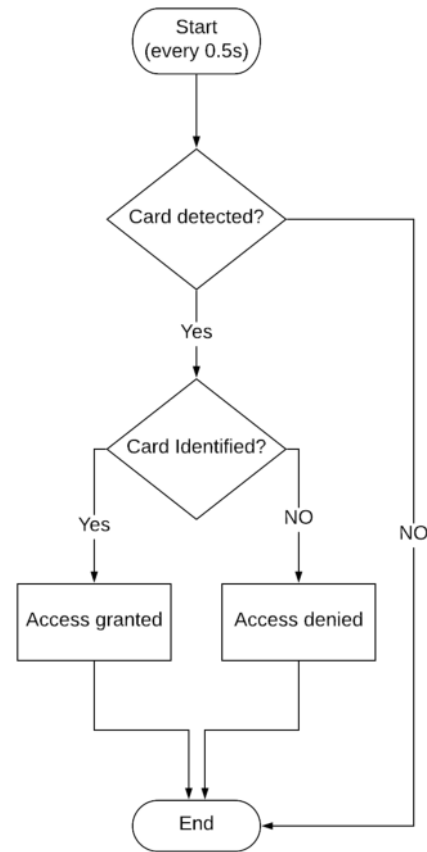 Start
(every 0.5s)
Card detected?
Yes
Card Identified?
Yes
NO
NO
Access granted
Access denied
End